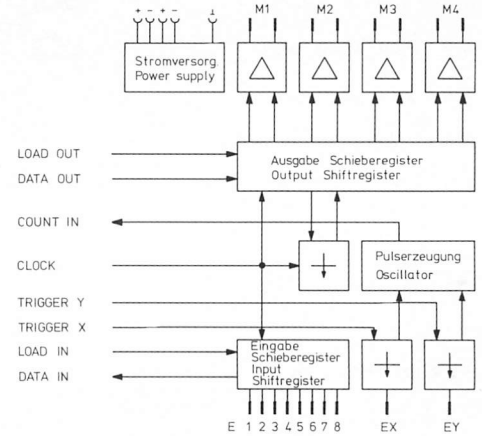 + - + - ⊥
M1 M2 M3 M4
Stromversorg
Power supply
LOAD OUT
DATA OUT
Ausgabe Schieberegister
Output Shiftregister
COUNT IN
CLOCK
Pulserzeugung
Oscillator
TRIGGER Y
TRIGGER X
LOAD IN
DATA IN
Eingabe
Schieberegister
Input
Shiftregister
E 1 2 3 4 5 6 7 8
EX
EY